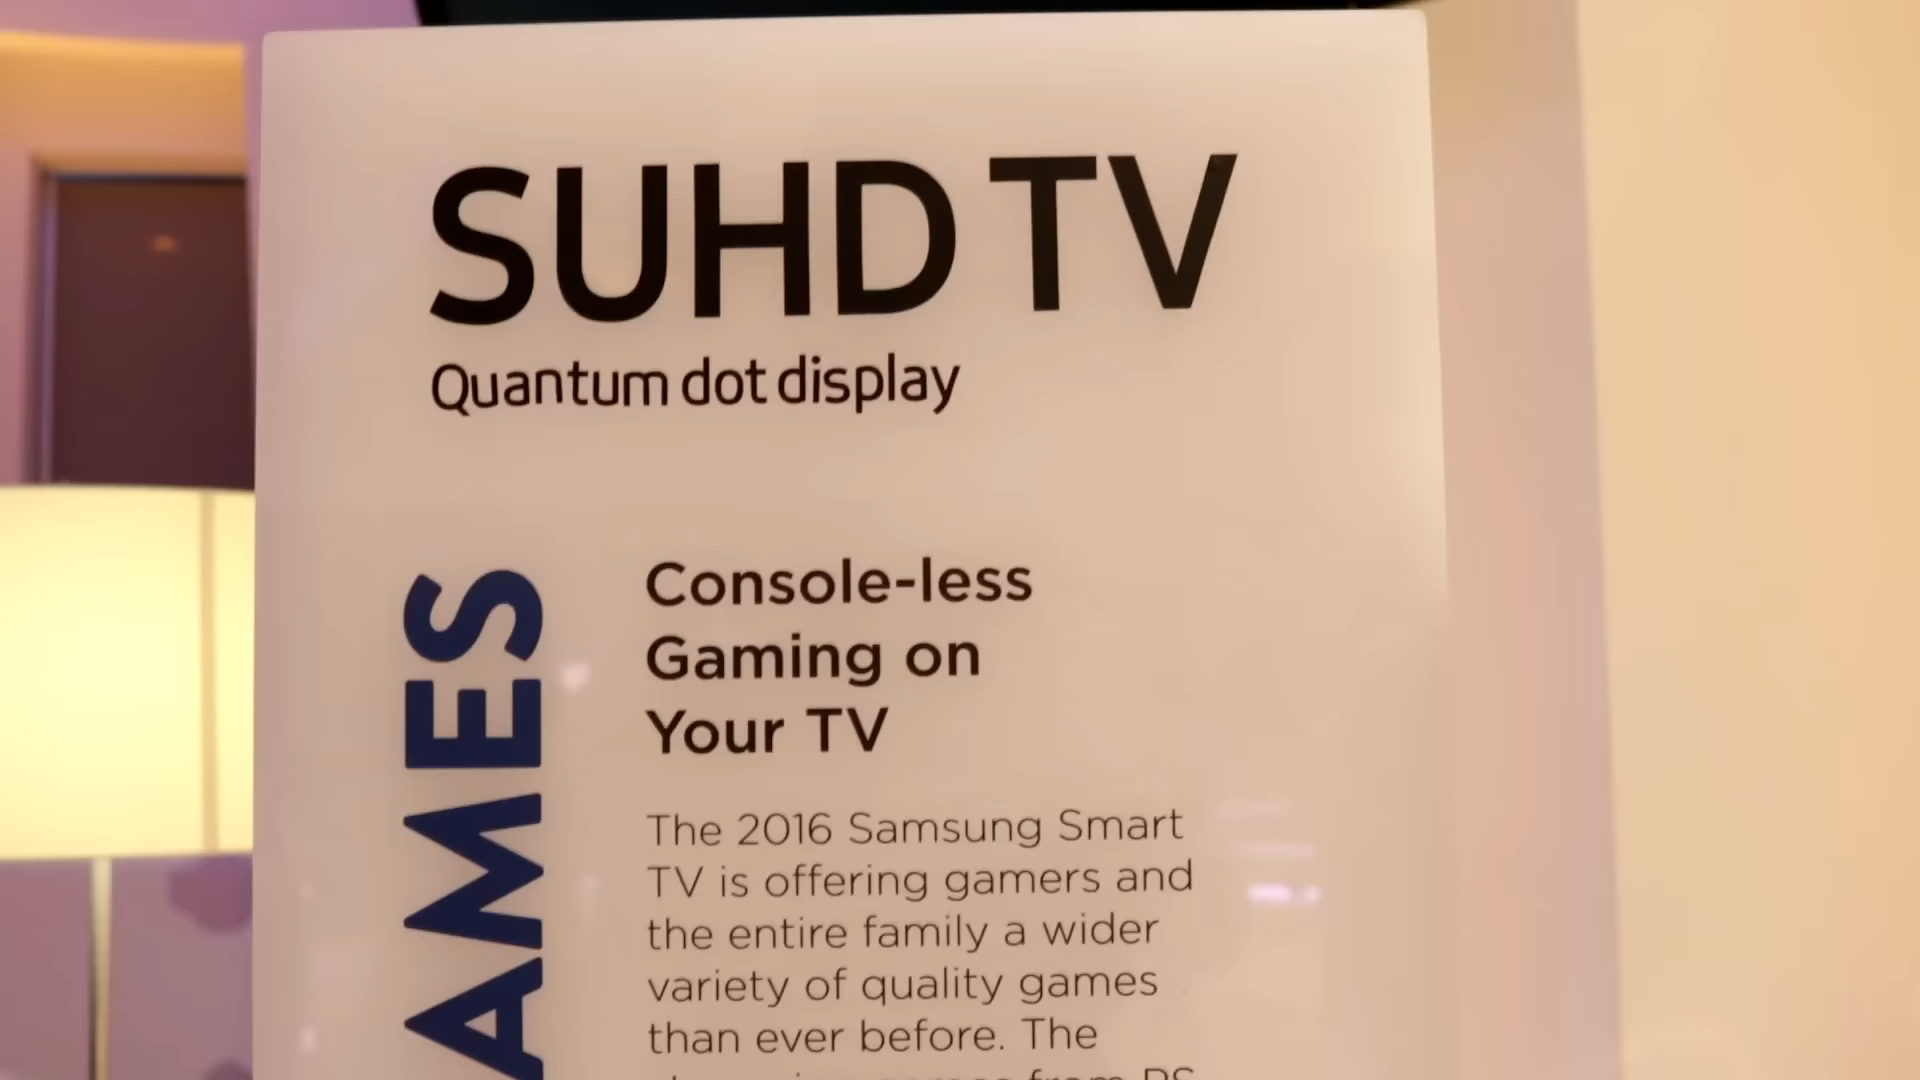 SUHD TV
Quantum dot display
AMES
Console-less
Gaming on
Your TV
The 2016 Samsung Smart
TV is offering gamers and
the entire family a wider
variety of quality games
than ever before. The